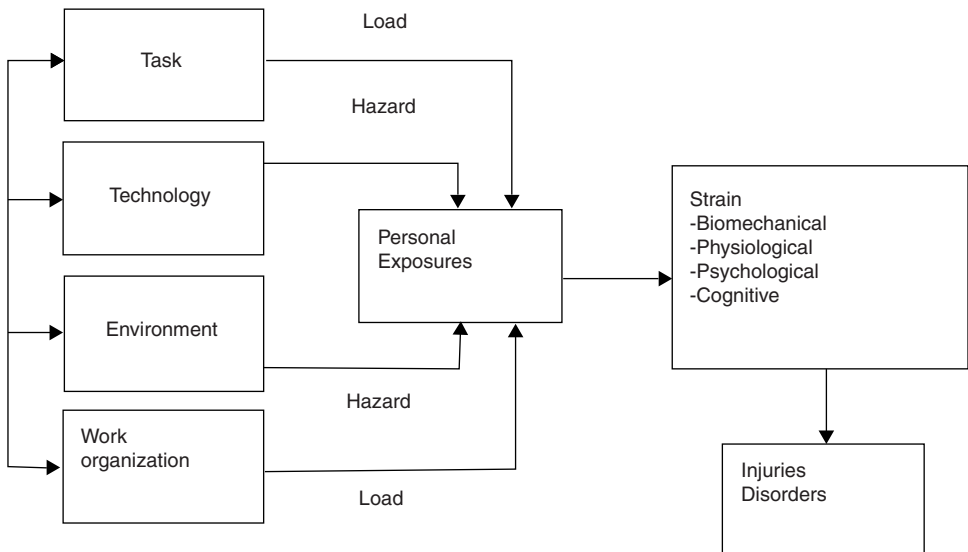 Load
Task
Hazard
Technology
Personal
Exposures
Strain
-Biomechanical
-Physiological
-Psychological
-Cognitive
Environment
Hazard
Work
organization
Load
Injuries
Disorders